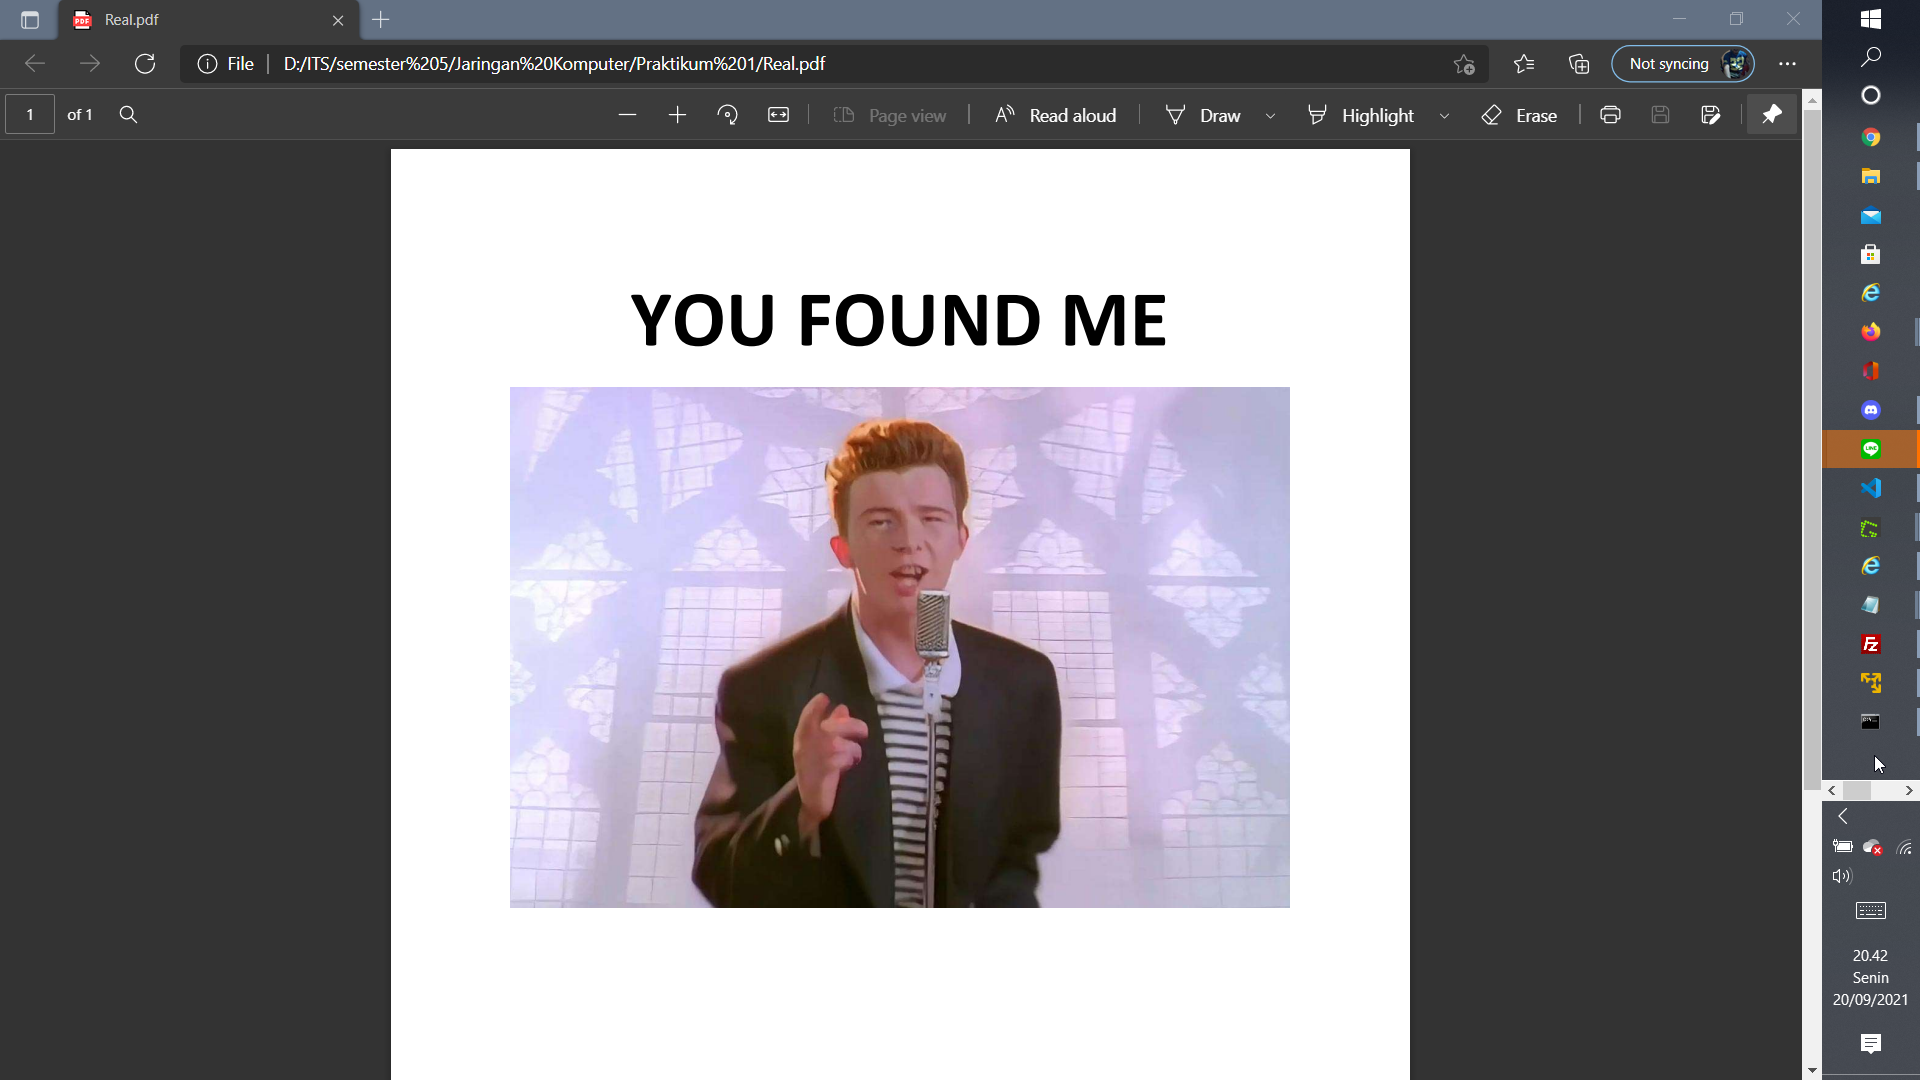 Real.pdf
File
D:/ITS/semester%205/Jaringan%20Komputer/Praktikum%201/Real.pdf
Not syncing
1 of 1
Page view
Read aloud
Draw
Highlight
Erase
YOU FOUND ME
20.42
Senin
20/09/2021